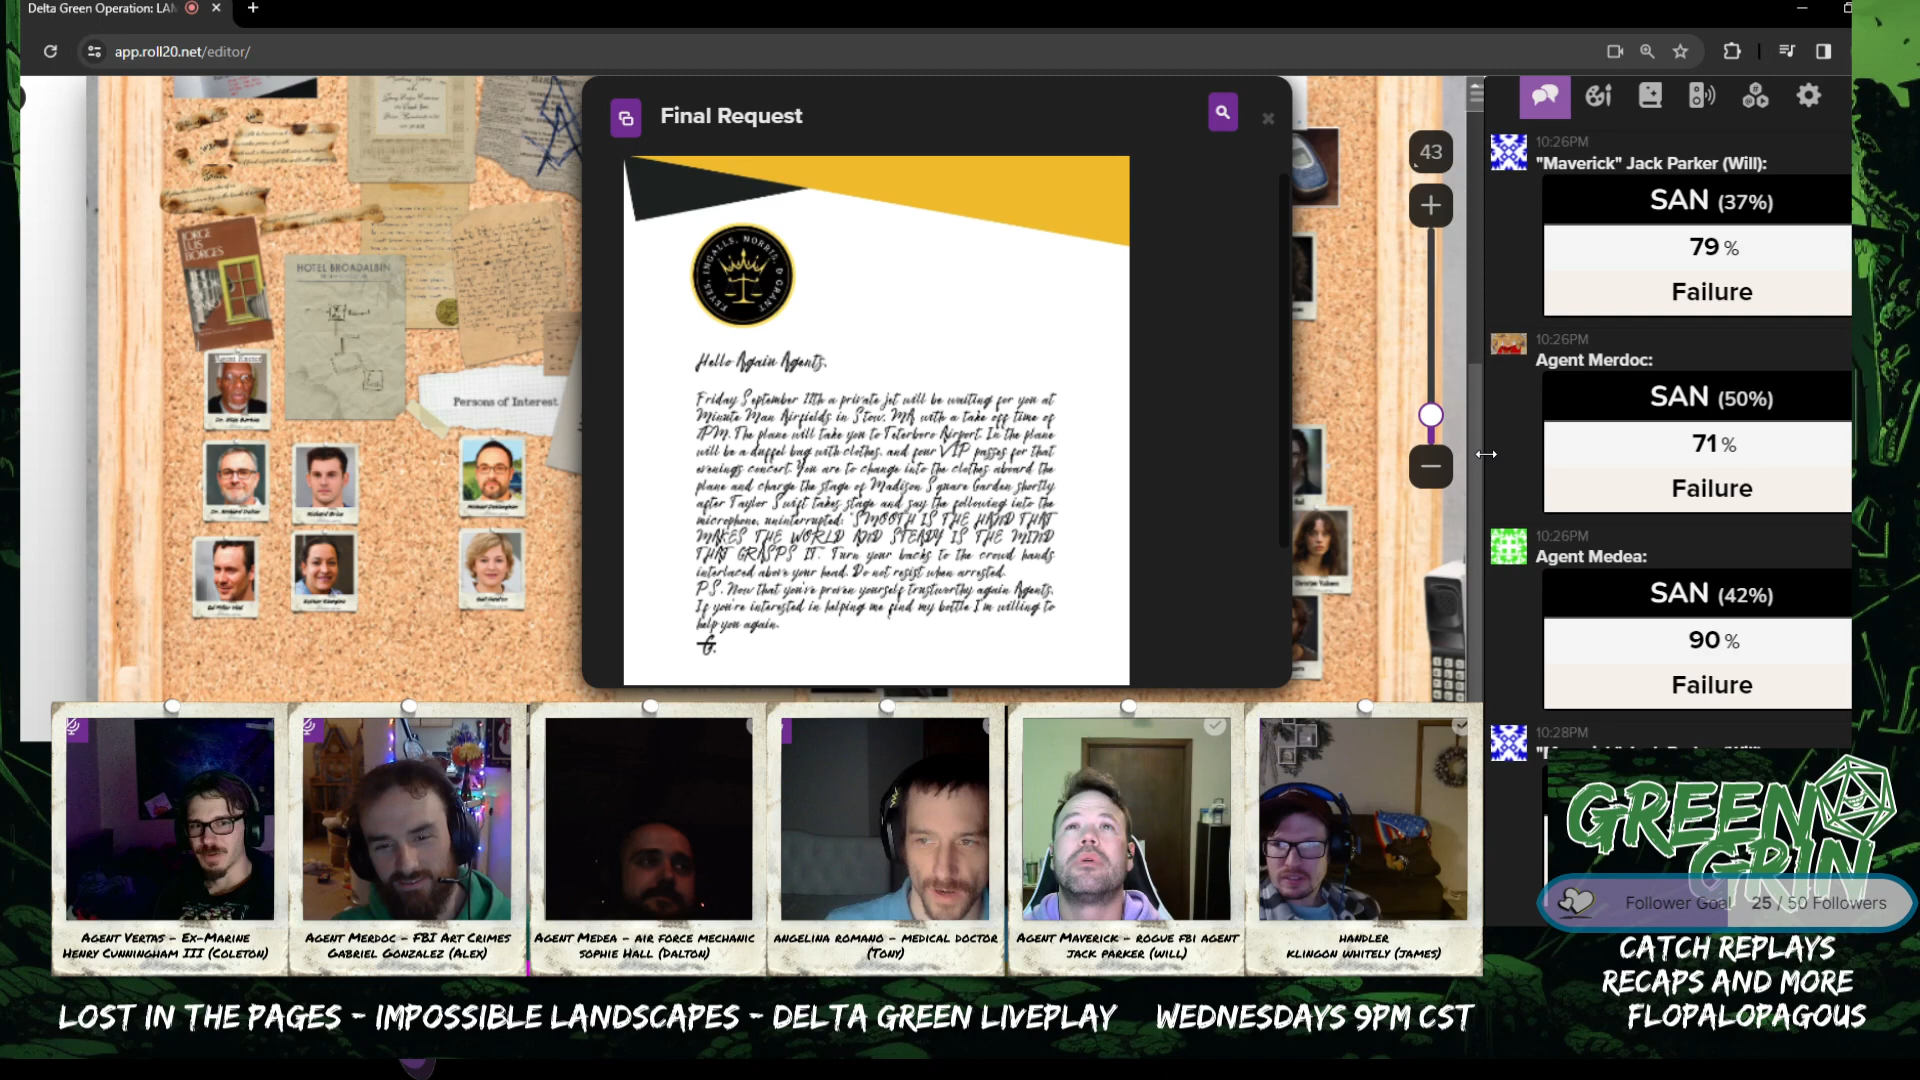 Delta Green Operation: LAM
app.roll20.net/editor/
Final Request
KEYES, INGALLS, NORRIS, & GRANT
Hello Again Agents,
Friday September 11th a private jet will be waiting for you at
Minute Man Airfields in Stow, MA with a take off time of
7PM. The plane will take you to Teterboro Airport. In the plane
will be a duffel bag with clothes, and four VIP passes for that
evenings concert. You are to change into the clothes aboard the
plane and charge the stage of Madison Square Garden shortly
after Taylor Swift takes stage and say the following into the
microphone, uninterrupted: "SMOOTH IS THE HAND THAT
MAKES THE WORLD AND STEADY IS THE MIND
THAT GRASPS IT". Turn your backs to the crowd hands
interlaced above your head. Do not resist when arrested.
P.S. Now that you've proven yourself trustworthy again Agents.
If you're interested in helping me find my bottle I'm willing to
help you again.
G.
JORGE
LUIS
BORGES
HOTEL BROADALBIN
Persons of Interest
43
10:26PM
"Maverick" Jack Parker (Will):
SAN (37%)
79 %
Failure
10:26PM
Agent Merdoc:
SAN (50%)
71 %
Failure
10:26PM
Agent Medea:
SAN (42%)
90 %
Failure
10:28PM
GREEN
GRIN
Follower Goal 25 / 50 Followers
CATCH REPLAYS
RECAPS AND MORE
FLOPALOPAGOUS
AGENT VERTAS – EX-MARINE
HENRY CUNNINGHAM III (COLETON)
AGENT MERDOC – FBI ART CRIMES
GABRIEL GONZALEZ (ALEX)
AGENT MEDEA – AIR FORCE MECHANIC
SOPHIE HALL (DALTON)
ANGELINA ROMANO – MEDICAL DOCTOR
(TONY)
AGENT MAVERICK – ROGUE FBI AGENT
JACK PARKER (WILL)
HANDLER
KLINGON WHITELY (JAMES)
LOST IN THE PAGES – IMPOSSIBLE LANDSCAPES – DELTA GREEN LIVEPLAY WEDNESDAYS 9PM CST